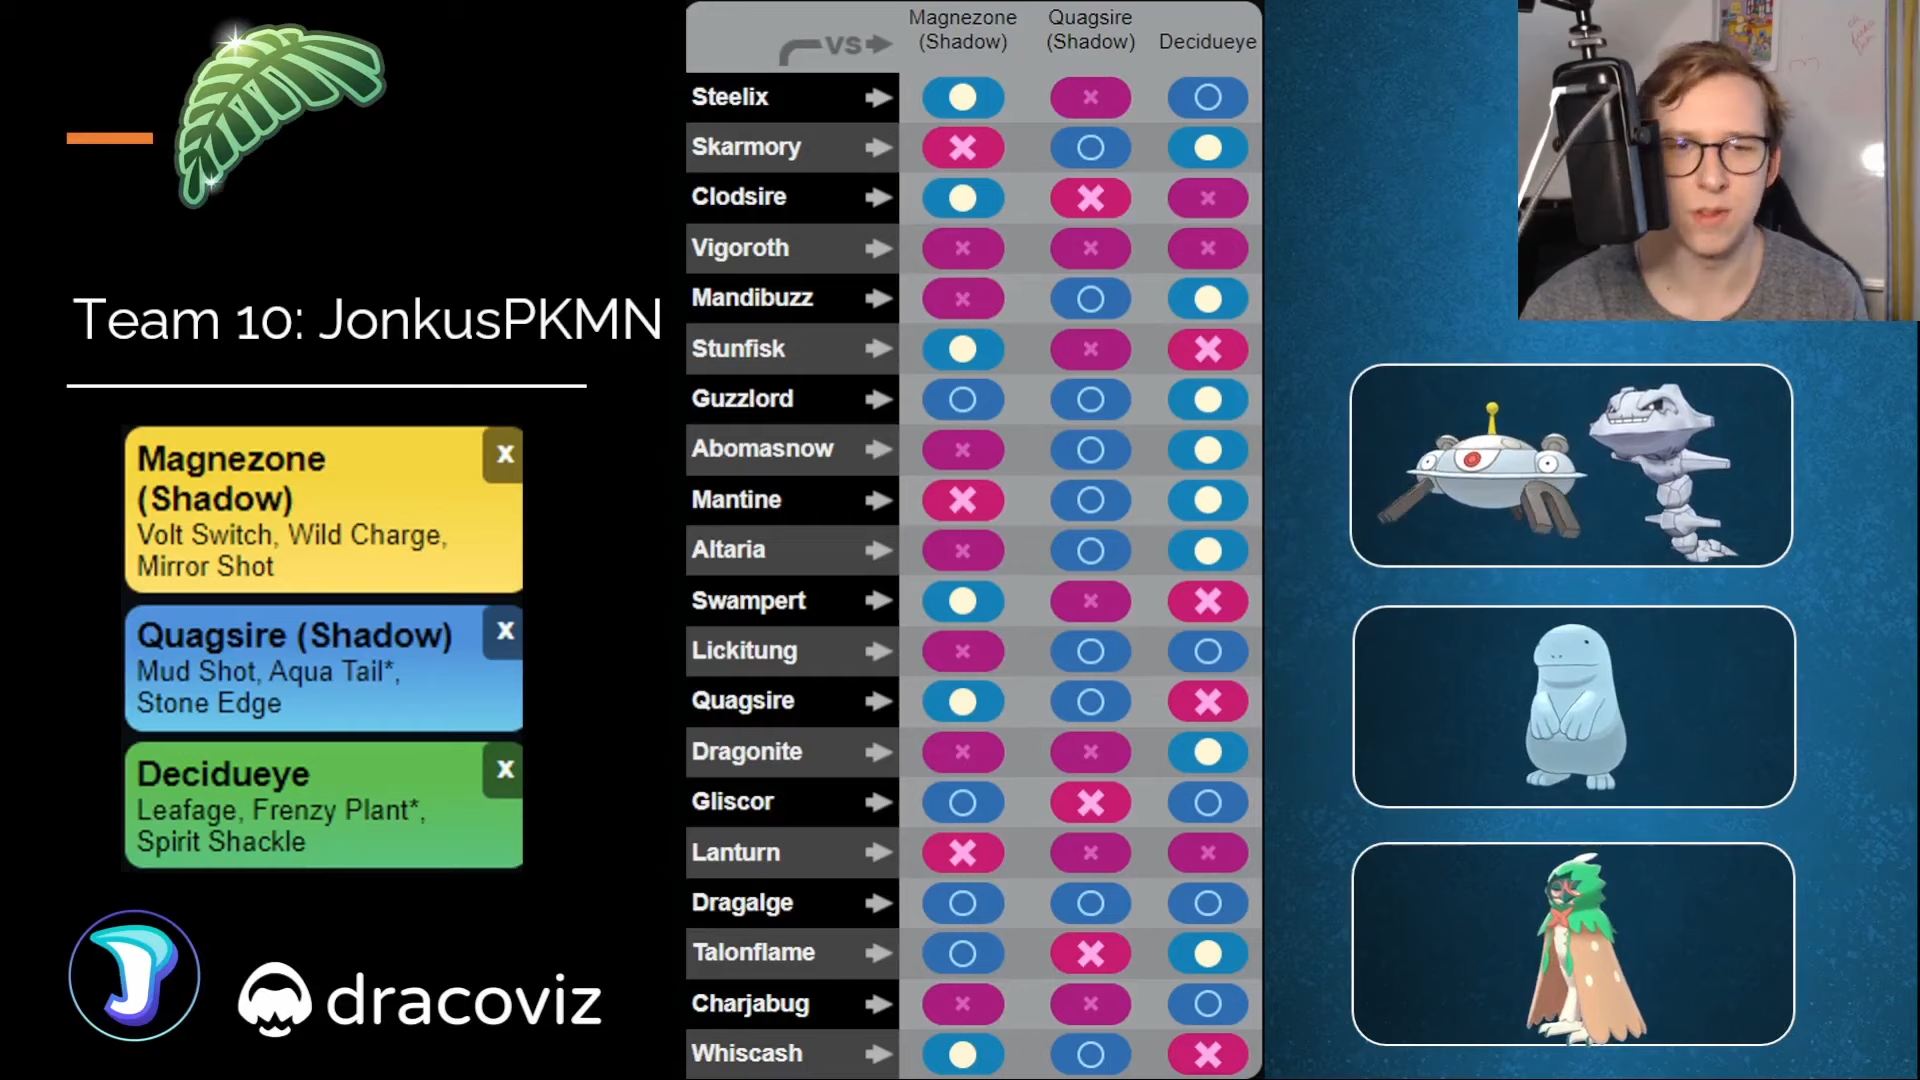 Team 10: JonkusPKMN
Magnezone
(Shadow)
X
Volt Switch, Wild Charge,
Mirror Shot
Quagsire (Shadow)
X
Mud Shot, Aqua Tail*,
Stone Edge
Decidueye
X
Leafage, Frenzy Plant*,
Spirit Shackle
dracoviz
VS
Magnezone
(Shadow)
Quagsire
(Shadow)
Decidueye
Steelix
Skarmory
Clodsire
Vigoroth
Mandibuzz
Stunfisk
Guzzlord
Abomasnow
Mantine
Altaria
Swampert
Lickitung
Quagsire
Dragonite
Gliscor
Lanturn
Dragalge
Talonflame
Charjabug
Whiscash